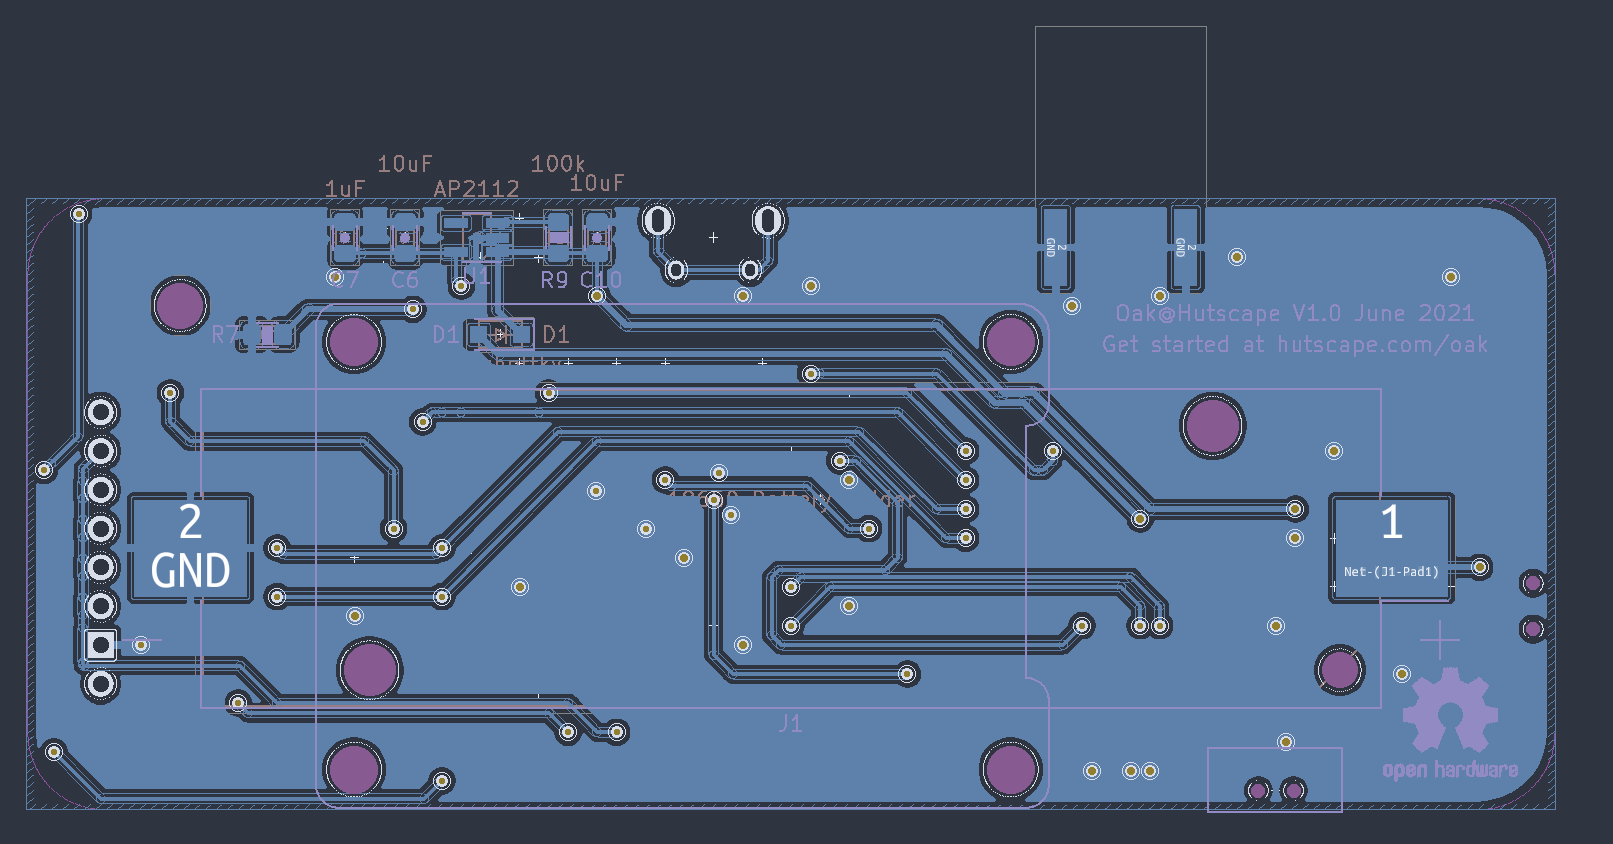 10uF
100k
1uF
AP2112
10uF
C6
U1
R9
C10
GND
2
GND
2
Oak@Hutscape V1.0 June 2021
Get started at hutscape.com/oak
R7
D1
D1
2
GND
1
Net-(J1-Pad1)
J1
open hardware